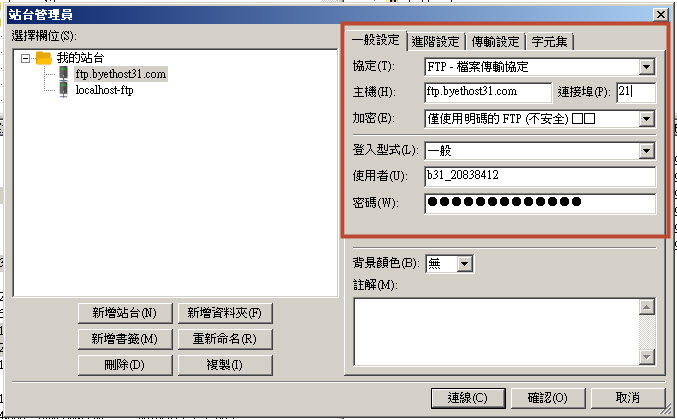 站台管理員
選擇欄位(S):
我的站台
ftp.byethost31.com
localhost-ftp
新增站台(N)
新增資料夾(F)
新增書籤(M)
重新命名(R)
刪除(D)
複製(I)
一般設定
進階設定
傳輸設定
字元集
協定(T):
FTP - 檔案傳輸協定
主機(H):
ftp.byethost31.com
連接埠(P):
21
加密(E):
僅使用明碼的 FTP (不安全) □□
登入型式(L):
一般
使用者(U):
b31_20838412
密碼(W):
●●●●●●●●●●●●●
背景顏色(B):
無
註解(M):
連線(C)
確認(O)
取消